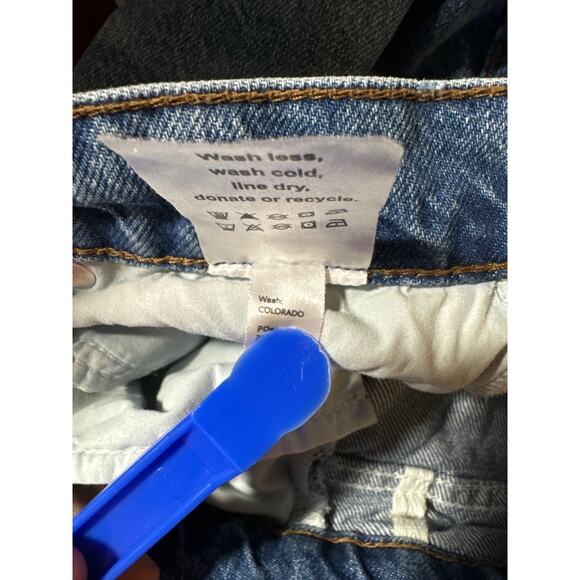 Wash less,
wash cold,
line dry,
donate or recycle.
Wash:
COLORADO